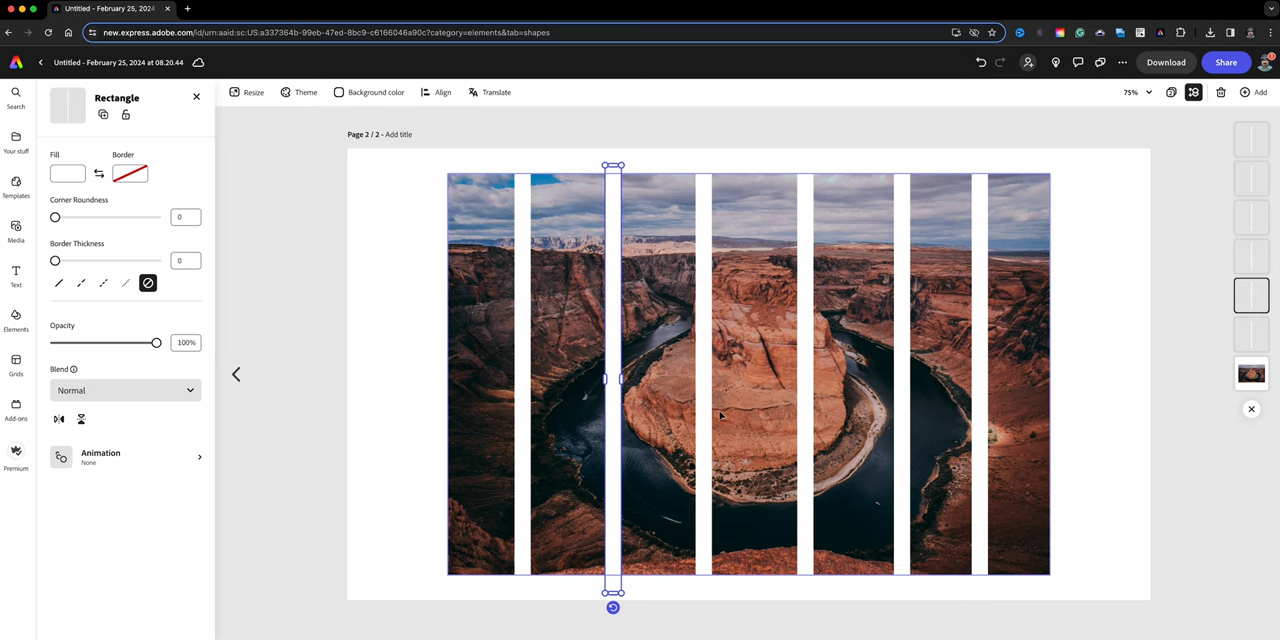 Untitled - February 25, 2024
new.express.adobe.com/id/urn:aaid:sc:US:a337364b-99eb-47ed-8bc9-c6166046a90c?category=elements&tab=shapes
Untitled - February 25, 2024 at 08.20.44
Download
Share
Search
Your stuff
Templates
Media
Text
Elements
Grids
Add-ons
Premium
Rectangle
Fill
Border
Corner Roundness
0
Border Thickness
0
Opacity
100%
Blend
Normal
Animation
None
Resize
Theme
Background color
Align
Translate
75%
2
Add
Page 2 / 2 - Add title